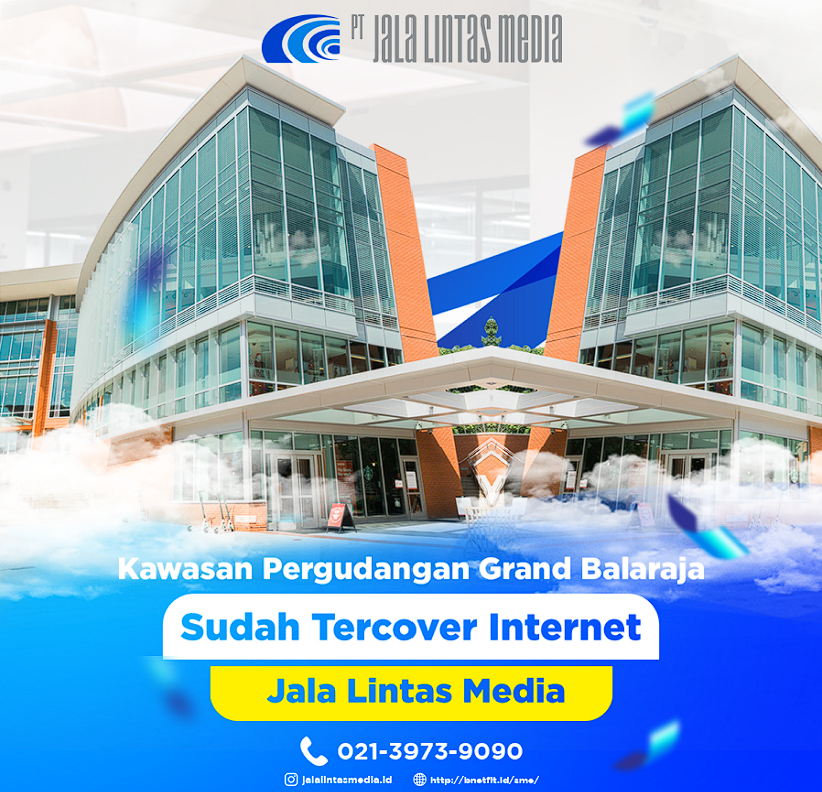 PT JALA LINTAS MEDIA
Kawasan Pergudangan Grand Balaraja
Sudah Tercover Internet
Jala Lintas Media
021-3973-9090
jalalintasmedia.id http://bnetfit.id/sme/